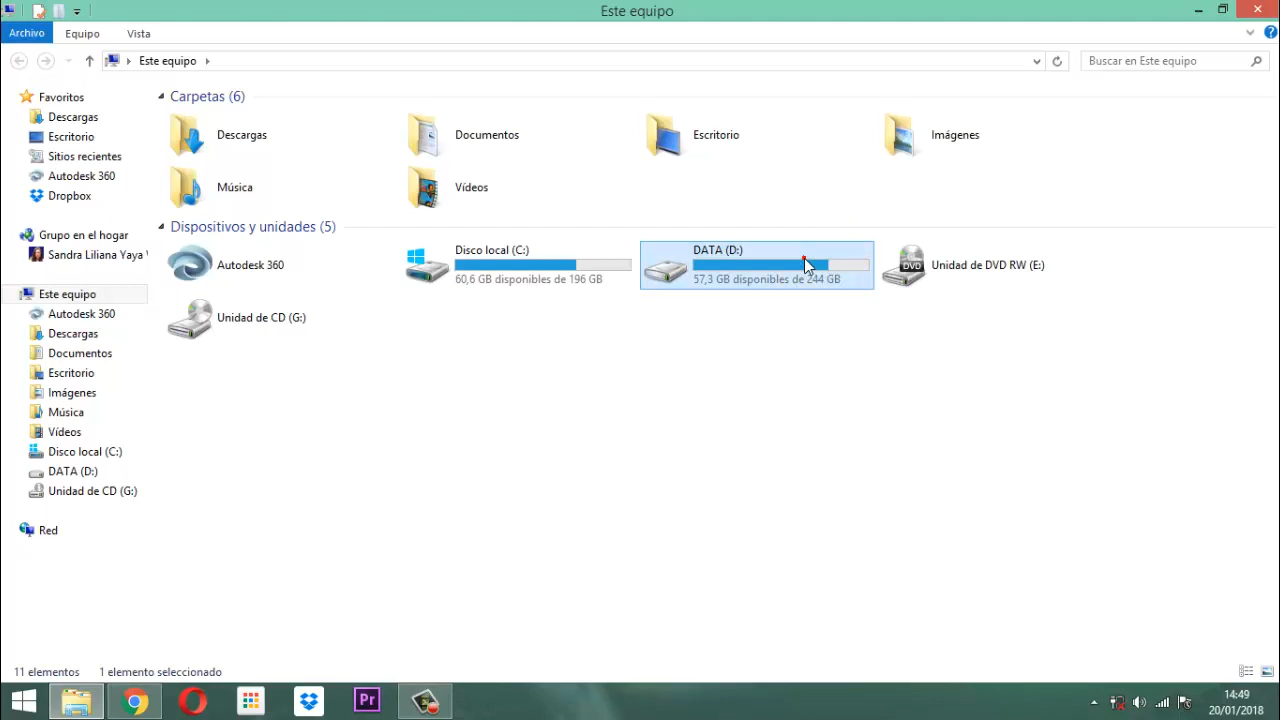 Este equipo
Archivo
Equipo
Vista
Este equipo
Buscar en Este equipo
Favoritos
Descargas
Escritorio
Sitios recientes
Autodesk 360
Dropbox
Grupo en el hogar
Sandra Liliana Yaya
Este equipo
Autodesk 360
Descargas
Documentos
Escritorio
Imágenes
Música
Vídeos
Disco local (C:)
DATA (D:)
Unidad de CD (G:)
Red
Carpetas (6)
Descargas
Documentos
Escritorio
Imágenes
Música
Vídeos
Dispositivos y unidades (5)
Autodesk 360
Disco local (C:)
60,6 GB disponibles de 196 GB
DATA (D:)
57,3 GB disponibles de 244 GB
DVD
Unidad de DVD RW (E:)
Unidad de CD (G:)
11 elementos
1 elemento seleccionado
Pr
14:49
20/01/2018